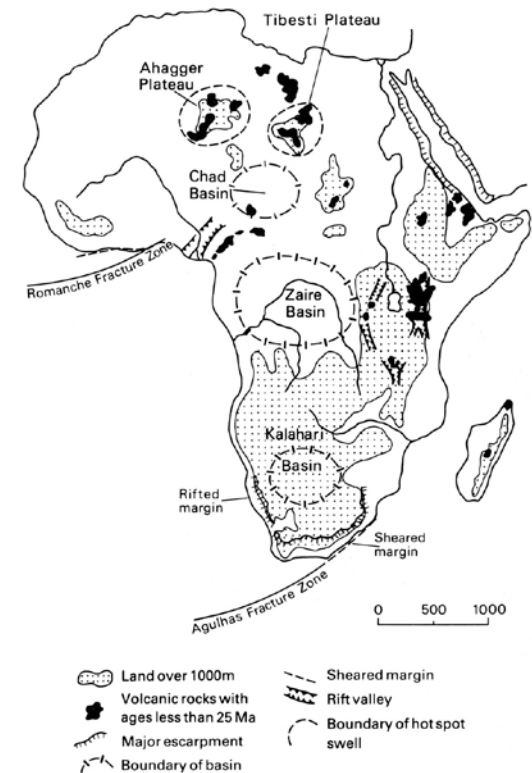 Tibesti Plateau
Ahagger
Plateau
Chad
Basin
Romanche Fracture Zone
Zaire
Basin
Kalahari
Basin
Rifted
margin
Sheared
margin
Agulhas Fracture Zone
0 500 1000
Land over 1000m
Volcanic rocks with
ages less than 25 Ma
Major escarpment
Boundary of basin
Sheared margin
Rift valley
Boundary of hot spot
swell